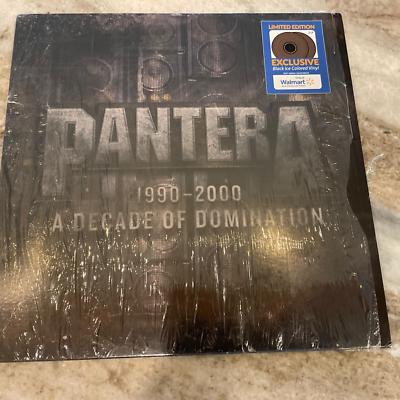 LIMITED EDITION
EXCLUSIVE
Black Ice Colored Vinyl
Walmart
PANTERA
1990-2000
A DECADE OF DOMINATION